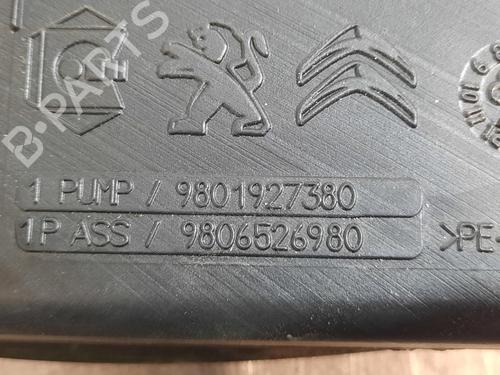 B-PARTS
1 PUMP / 9801927380
1P ASS / 9806526980
>PE-